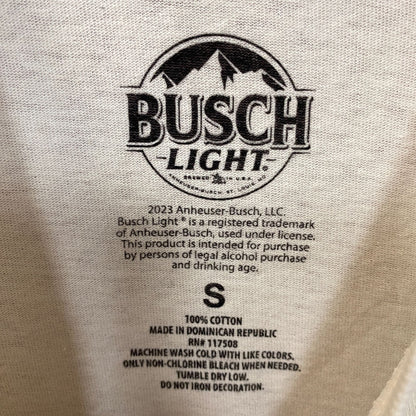 BUSCH
-LIGHT-
BREWED IN U.S.A.
ANHEUSER-BUSCH, ST. LOUIS, MO
2023 Anheuser-Busch, LLC.
Busch Light ® is a registered trademark
of Anheuser-Busch, used under license.
This product is intended for purchase
by persons of legal alcohol purchase
and drinking age.
S
100% COTTON
MADE IN DOMINICAN REPUBLIC
RN# 117508
MACHINE WASH COLD WITH LIKE COLORS.
ONLY NON-CHLORINE BLEACH WHEN NEEDED.
TUMBLE DRY LOW.
DO NOT IRON DECORATION.